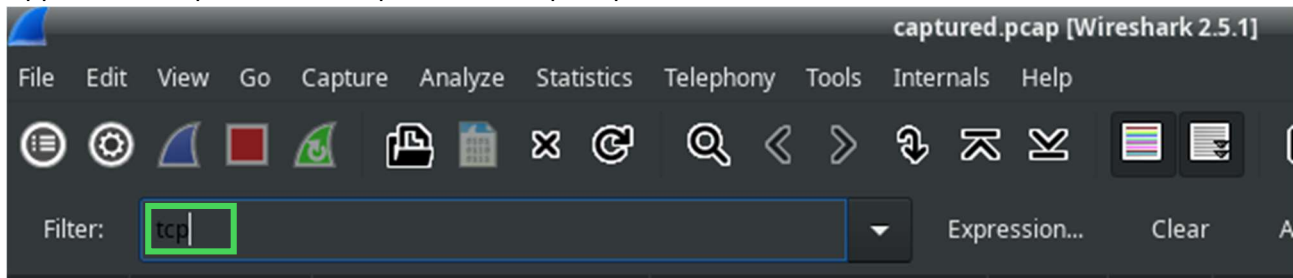 captured.pcap [Wireshark 2.5.1]
File Edit View Go Capture Analyze Statistics Telephony Tools Internals Help
Filter: tcp Expression... Clear